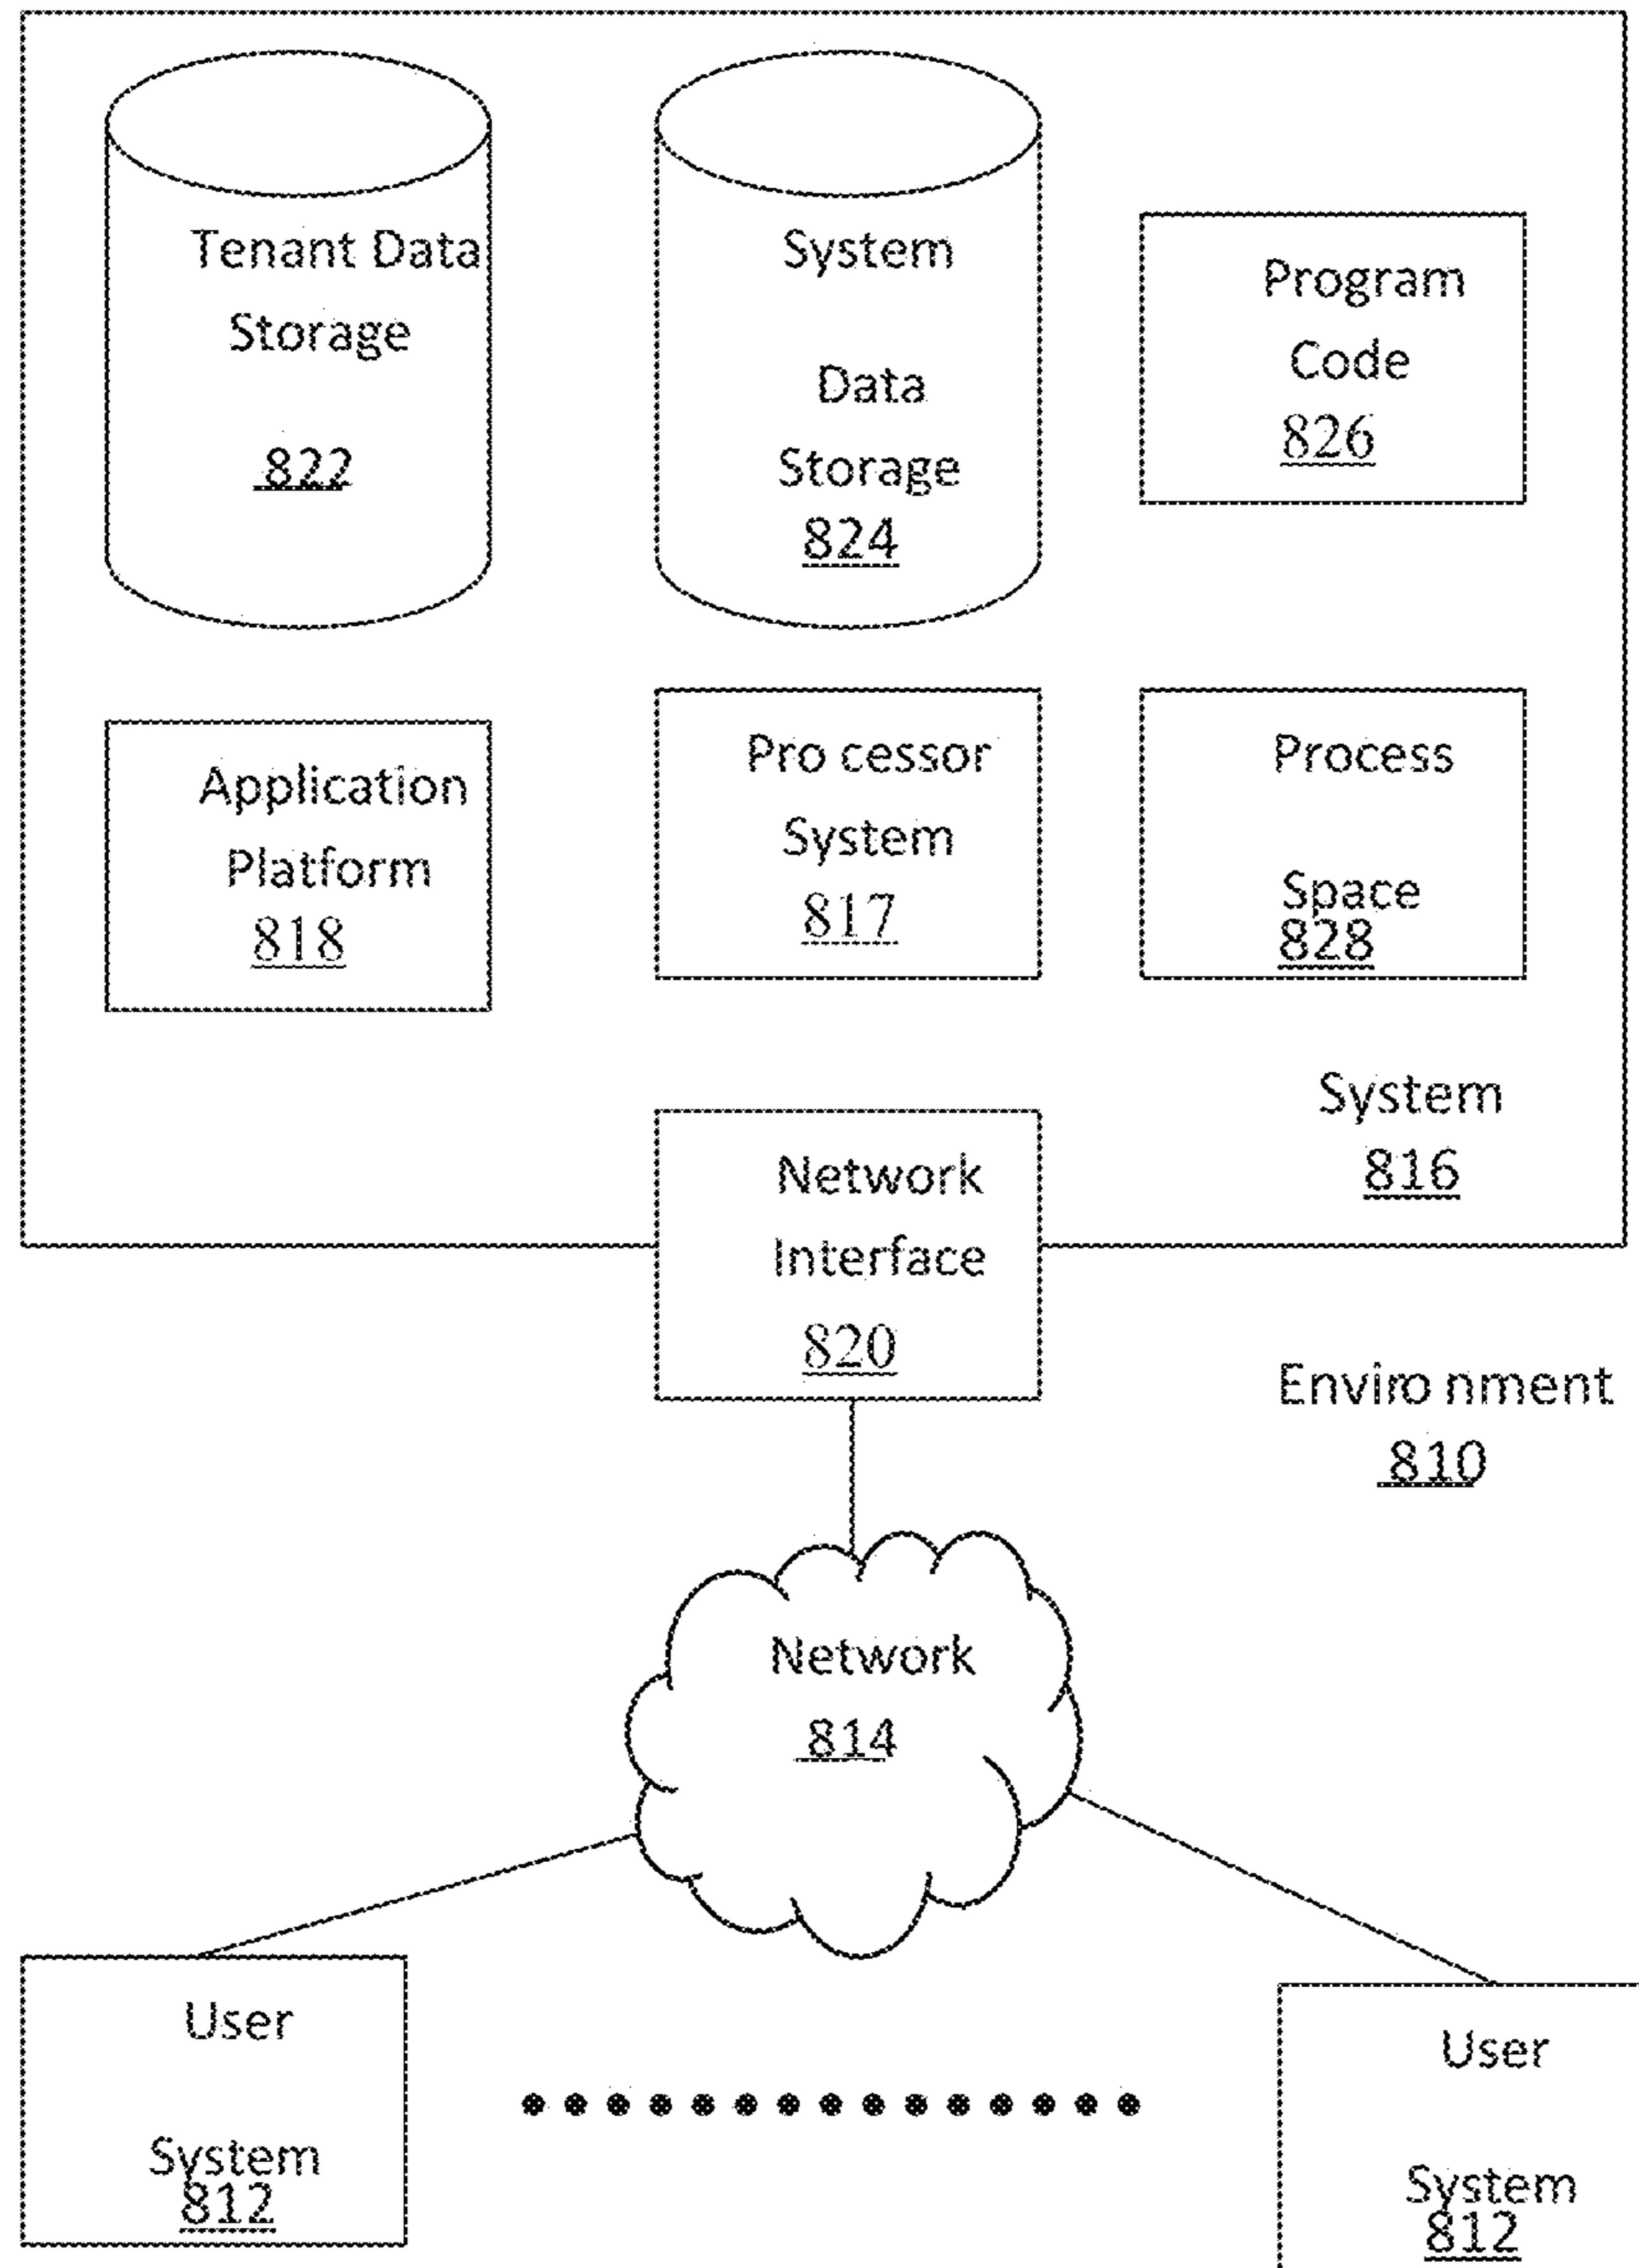 Tenant Data
Storage
822
System
Data
Storage
824
Program
Code
826
Application
Platform
818
Pro cessor
System
817
Process
Space
828
System
816
Network
Interface
820
Enviro nment
810
Network
814
User
System
812
User
System
812